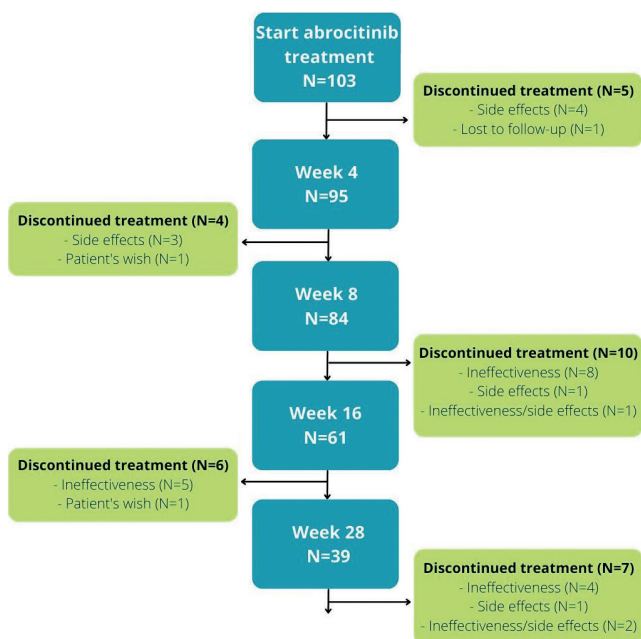 Start abrocitinib
treatment
N=103
Discontinued treatment (N=5)
- Side effects (N=4)
- Lost to follow-up (N=1)
Week 4
N=95
Discontinued treatment (N=4)
- Side effects (N=3)
- Patient's wish (N=1)
Week 8
N=84
Discontinued treatment (N=10)
- Ineffectiveness (N=8)
- Side effects (N=1)
- Ineffectiveness/side effects (N=1)
Week 16
N=61
Discontinued treatment (N=6)
- Ineffectiveness (N=5)
- Patient's wish (N=1)
Week 28
N=39
Discontinued treatment (N=7)
- Ineffectiveness (N=4)
- Side effects (N=1)
- Ineffectiveness/side effects (N=2)